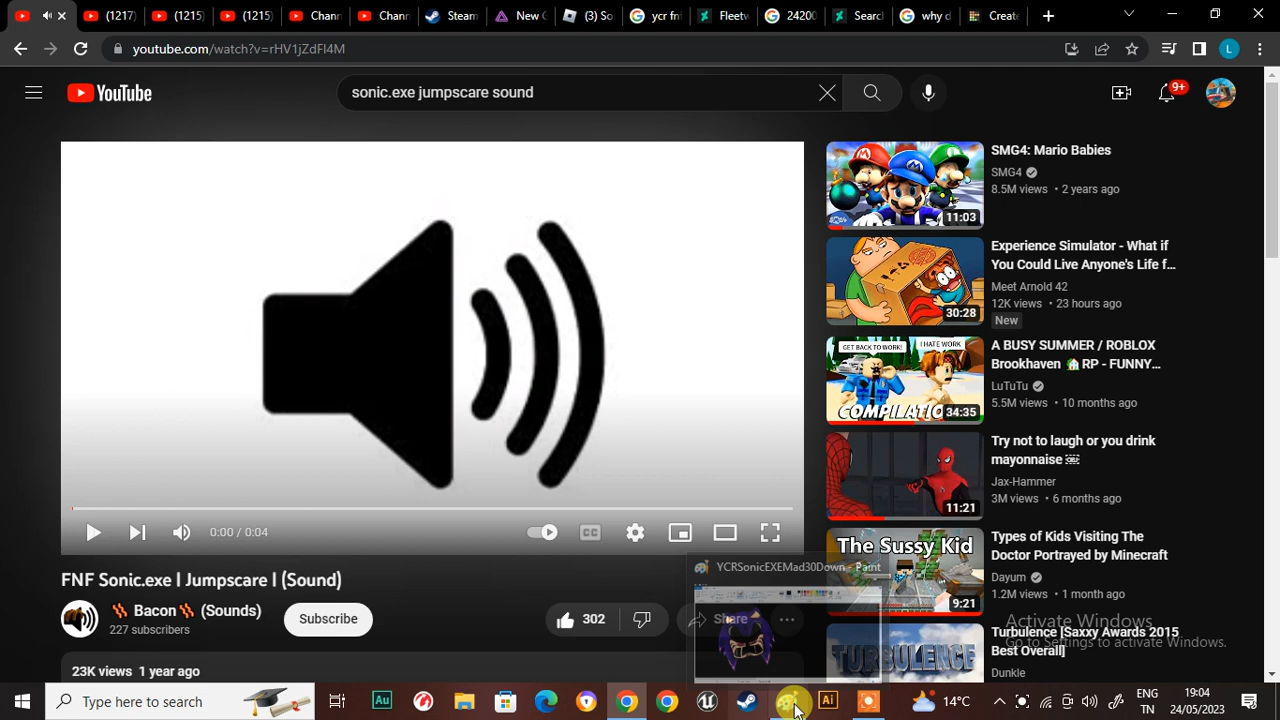 (1217)
(1215)
(1215)
Chann
Chann
Steam
New C
(3) So
ycr fnf
Fleetw
24200
Search
why d
Create
youtube.com/watch?v=rHV1jZdFl4M
L
YouTube
sonic.exe jumpscare sound
9+
SMG4: Mario Babies
SMG4
8.5M views • 2 years ago
11:03
Experience Simulator - What if
You Could Live Anyone's Life f...
Meet Arnold 42
12K views • 23 hours ago
New
30:28
A BUSY SUMMER / ROBLOX
Brookhaven 🏠RP - FUNNY...
LuTuTu
5.5M views • 10 months ago
GET BACK TO WORK!
I HATE WORK
COMPILATIO
34:35
Try not to laugh or you drink
mayonnaise
Jax-Hammer
3M views • 6 months ago
11:21
Types of Kids Visiting The
Doctor Portrayed by Minecraft
Dayum
1.2M views • 1 month ago
The Sussy Kid
9:21
Turbulence [Saxxy Awards 2015
Best Overall]
Dunkle
TURBULENCE
Activate Windows
Go to Settings to activate Windows.
0:00 / 0:04
CC
FNF Sonic.exe I Jumpscare I (Sound)
Bacon (Sounds)
227 subscribers
Subscribe
302
Share
YCRSonicEXEMad30Down - Paint
23K views 1 year ago
Type here to search
Au
Ai
14°C
ENG
TN
19:04
24/05/2023